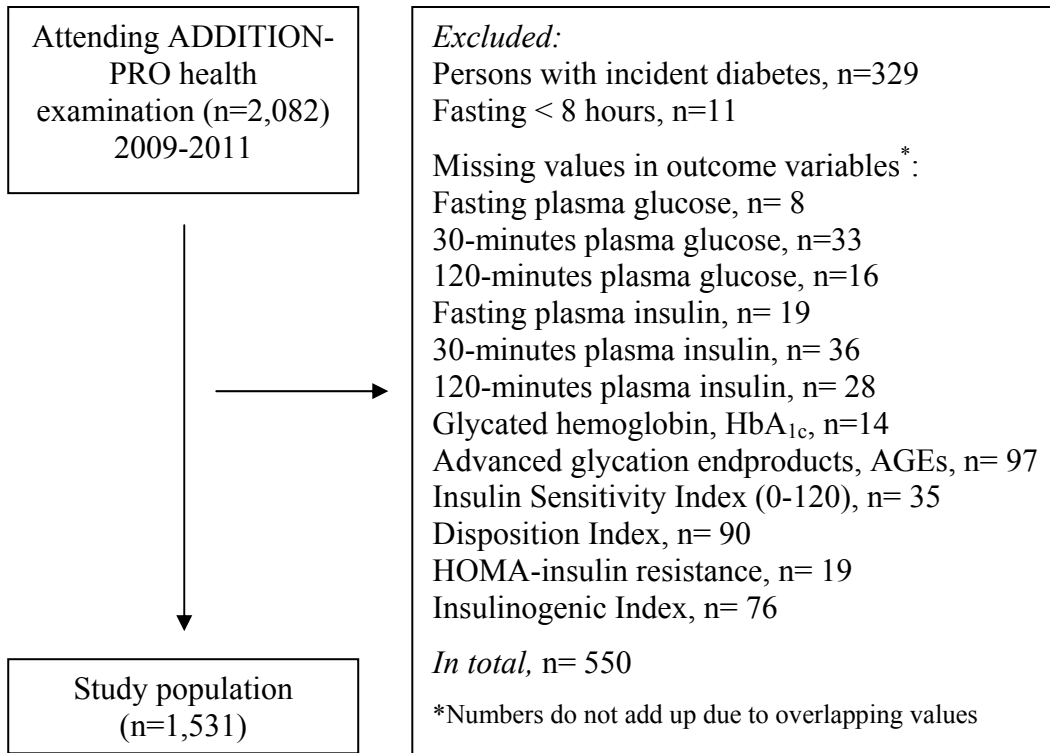 Attending ADDITION-
PRO health
examination (n=2,082)
2009-2011
Excluded:
Persons with incident diabetes, n=329
Fasting < 8 hours, n=11
Missing values in outcome variables*:
Fasting plasma glucose, n= 8
30-minutes plasma glucose, n=33
120-minutes plasma glucose, n=16
Fasting plasma insulin, n= 19
30-minutes plasma insulin, n= 36
120-minutes plasma insulin, n= 28
Glycated hemoglobin, HbA1c, n=14
Advanced glycation endproducts, AGEs, n= 97
Insulin Sensitivity Index (0-120), n= 35
Disposition Index, n= 90
HOMA-insulin resistance, n= 19
Insulinogenic Index, n= 76
In total, n= 550
*Numbers do not add up due to overlapping values
Study population
(n=1,531)